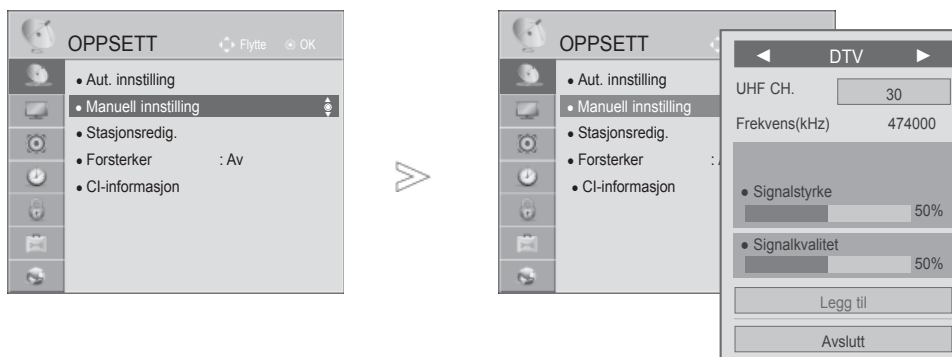 OPPSETT
Flytte OK
• Aut. innstilling
• Manuell innstilling
• Stasjonsredig.
• Forsterker : Av
• CI-informasjon
OPPSETT
• Aut. innstilling
• Manuell innstilling
• Stasjonsredig.
• Forsterker :
• CI-informasjon
◄ DTV ►
UHF CH. 30
Frekvens(kHz) 474000
• Signalstyrke
50%
• Signalkvalitet
50%
Legg til
Avslutt